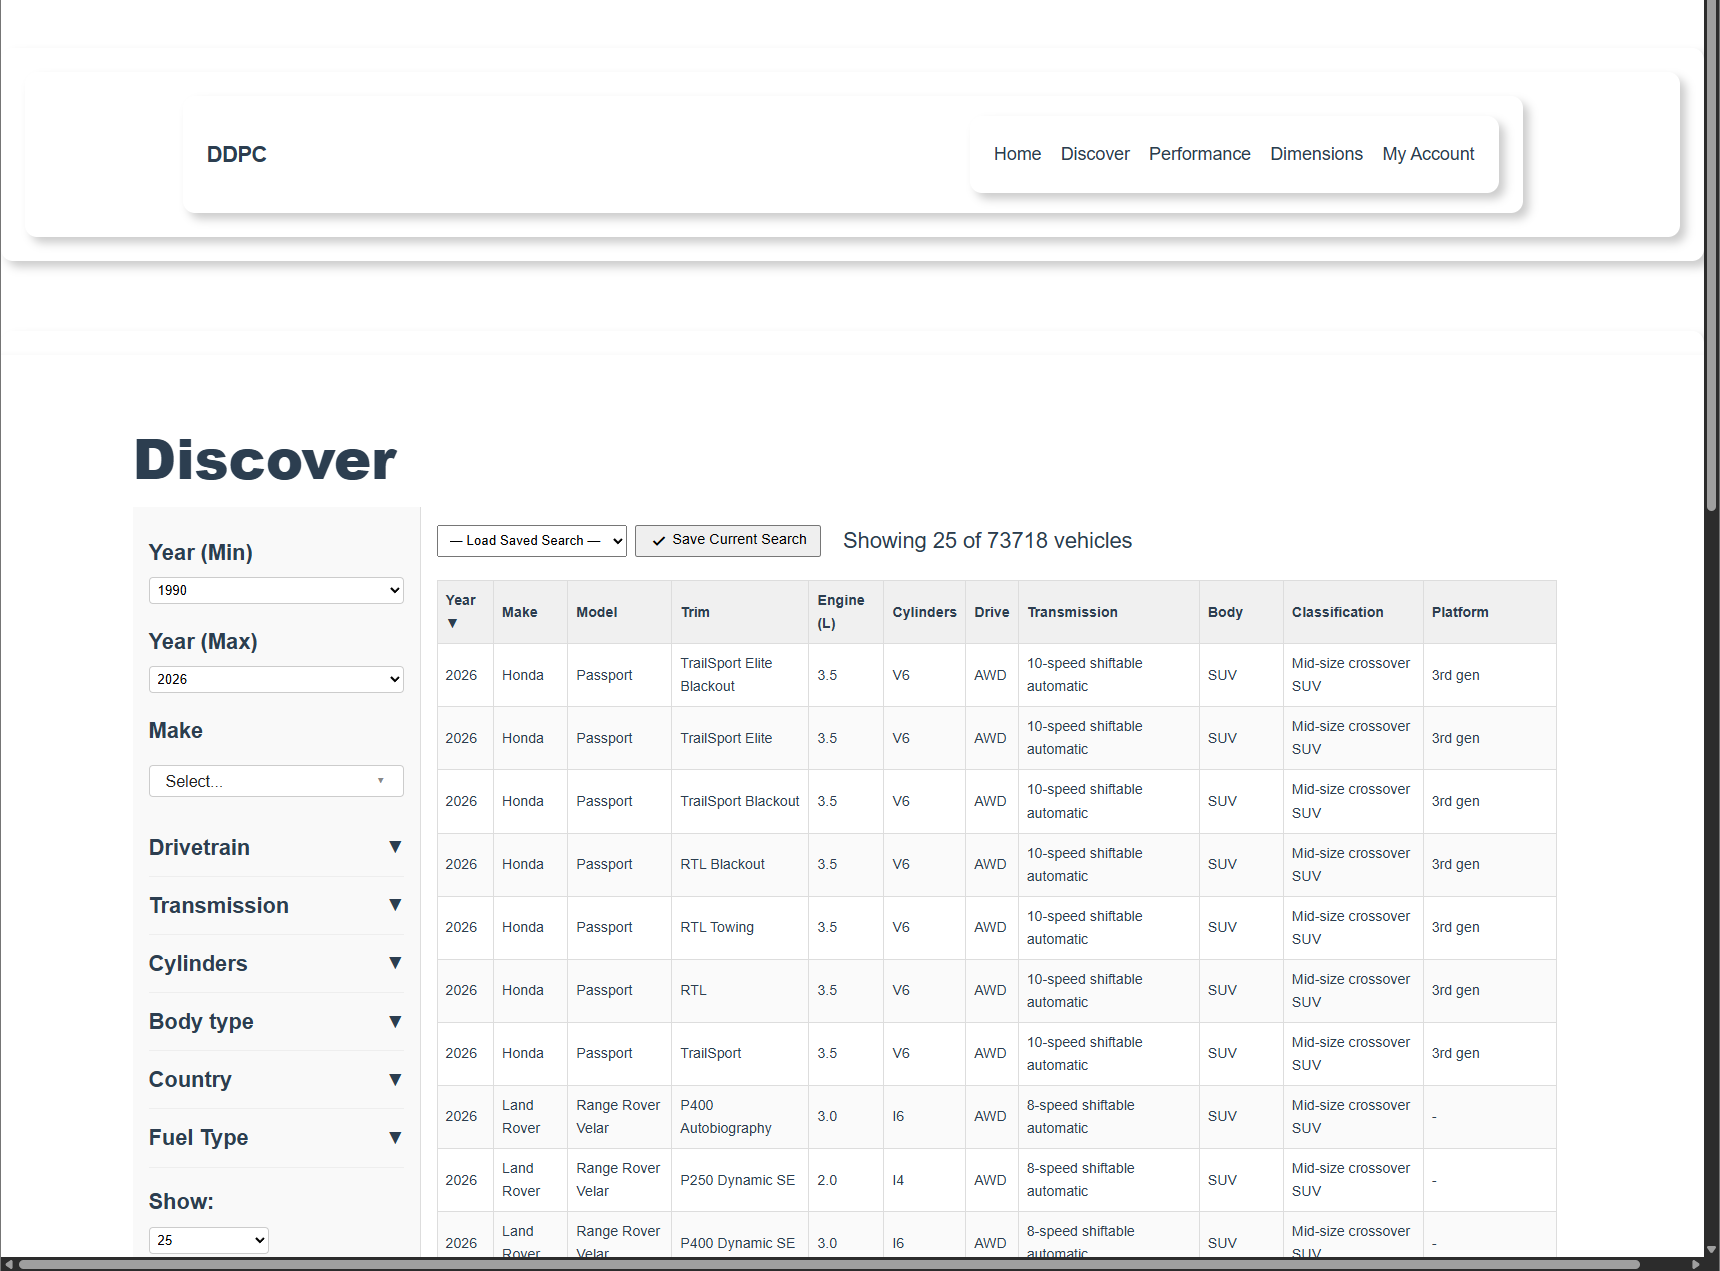 DDPC
Home Discover Performance Dimensions My Account
Discover
Year (Min)
1990
Year (Max)
2026
Make
Select...
Drivetrain ▼
Transmission ▼
Cylinders ▼
Body type ▼
Country ▼
Fuel Type ▼
Show:
25
— Load Saved Search — ✓ Save Current Search Showing 25 of 73718 vehicles
Year ▼ Make Model Trim Engine (L) Cylinders Drive Transmission Body Classification Platform
2026 Honda Passport TrailSport Elite Blackout 3.5 V6 AWD 10-speed shiftable automatic SUV Mid-size crossover SUV 3rd gen
2026 Honda Passport TrailSport Elite 3.5 V6 AWD 10-speed shiftable automatic SUV Mid-size crossover SUV 3rd gen
2026 Honda Passport TrailSport Blackout 3.5 V6 AWD 10-speed shiftable automatic SUV Mid-size crossover SUV 3rd gen
2026 Honda Passport RTL Blackout 3.5 V6 AWD 10-speed shiftable automatic SUV Mid-size crossover SUV 3rd gen
2026 Honda Passport RTL Towing 3.5 V6 AWD 10-speed shiftable automatic SUV Mid-size crossover SUV 3rd gen
2026 Honda Passport RTL 3.5 V6 AWD 10-speed shiftable automatic SUV Mid-size crossover SUV 3rd gen
2026 Honda Passport TrailSport 3.5 V6 AWD 10-speed shiftable automatic SUV Mid-size crossover SUV 3rd gen
2026 Land Rover Range Rover Velar P400 Autobiography 3.0 I6 AWD 8-speed shiftable automatic SUV Mid-size crossover SUV -
2026 Land Rover Range Rover Velar P250 Dynamic SE 2.0 I4 AWD 8-speed shiftable automatic SUV Mid-size crossover SUV -
2026 Land Rover Range Rover Velar P400 Dynamic SE 3.0 I6 AWD 8-speed shiftable automatic SUV Mid-size crossover SUV -